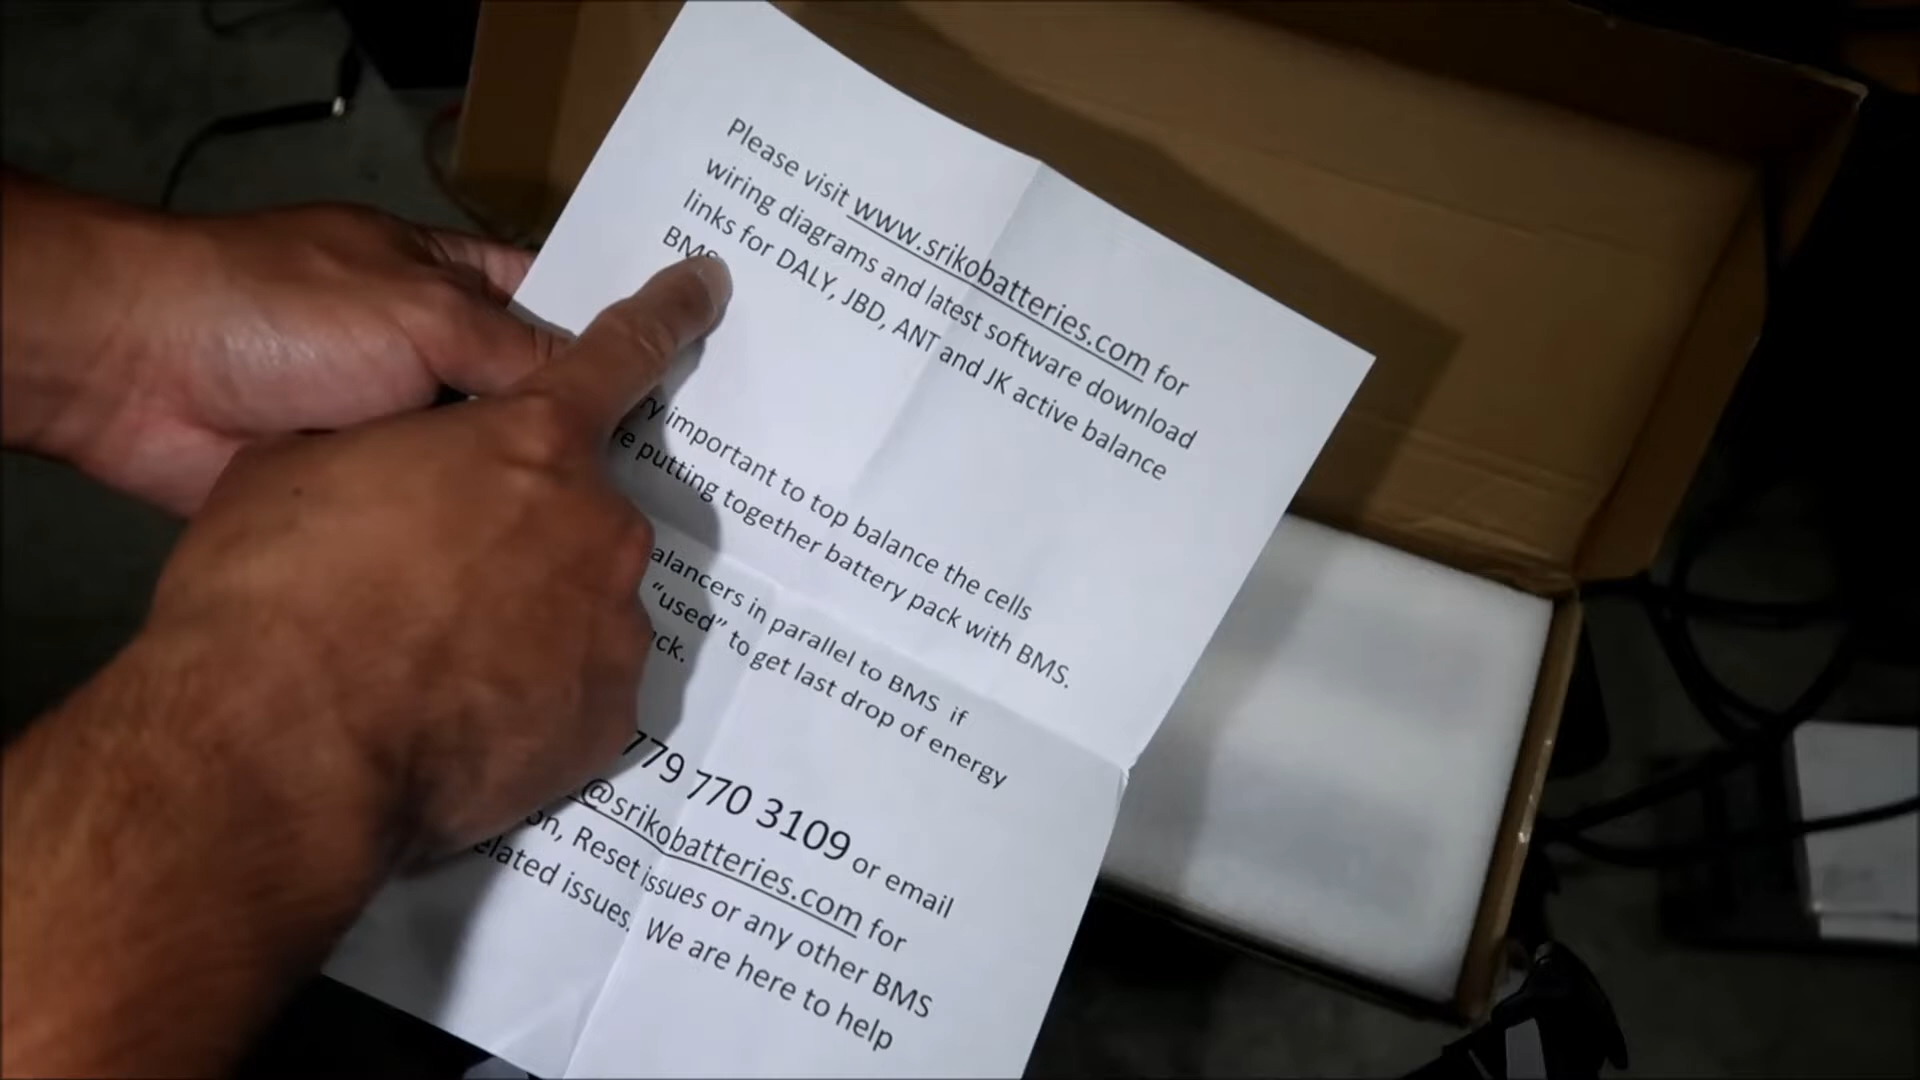 Please visit www.srikobatteries.com for
wiring diagrams and latest software download
links for DALY, JBD, ANT and JK active balance
BMS
important to top balance the cells
putting together battery pack with BMS.
in parallel to BMS if
“used” to get last drop of energy
779 770 3109 or email
@srikobatteries.com for
Reset issues or any other BMS
issues. We are here to help